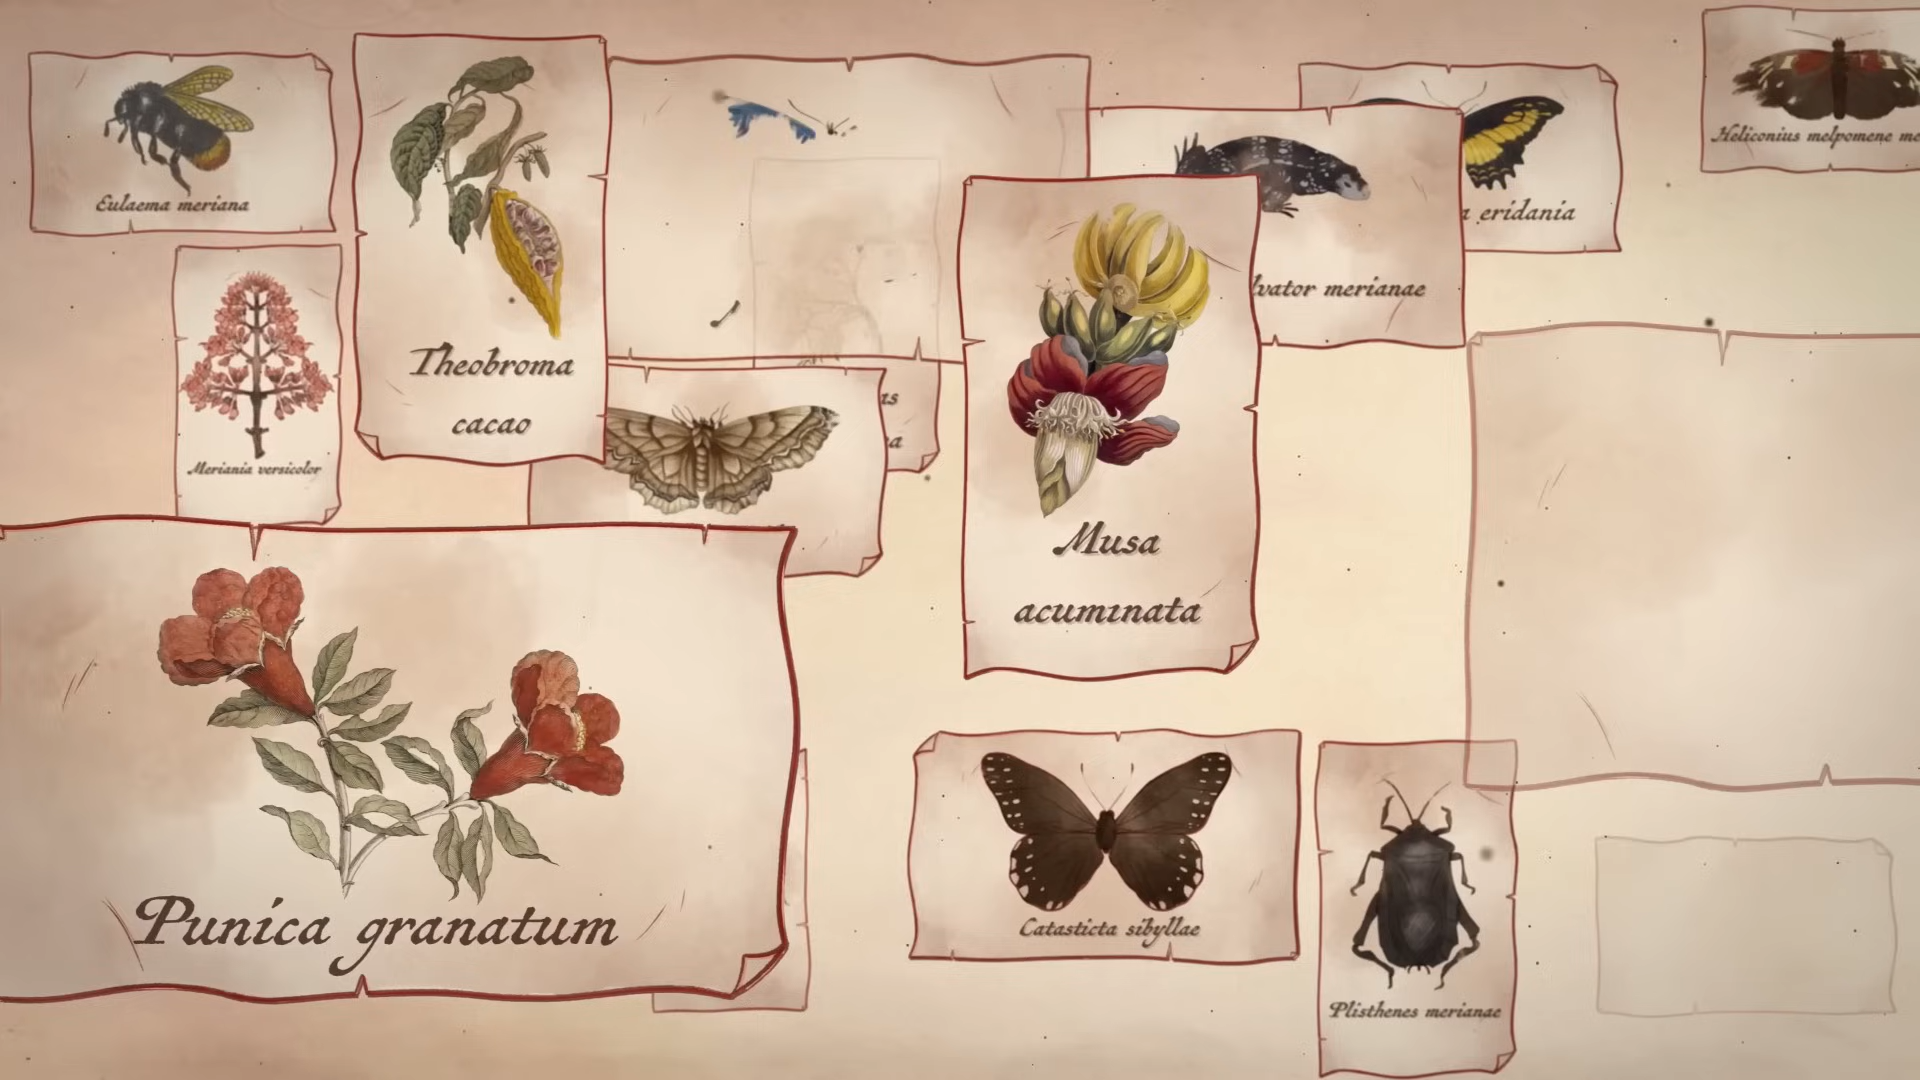 Heliconius melpomene me
Eulaema meriana
a eridania
lvator merianae
Theobroma
cacao
Meriania versicolor
Musa
acuminata
Punica granatum
Catasticta sibyllae
Plisthenes merianae